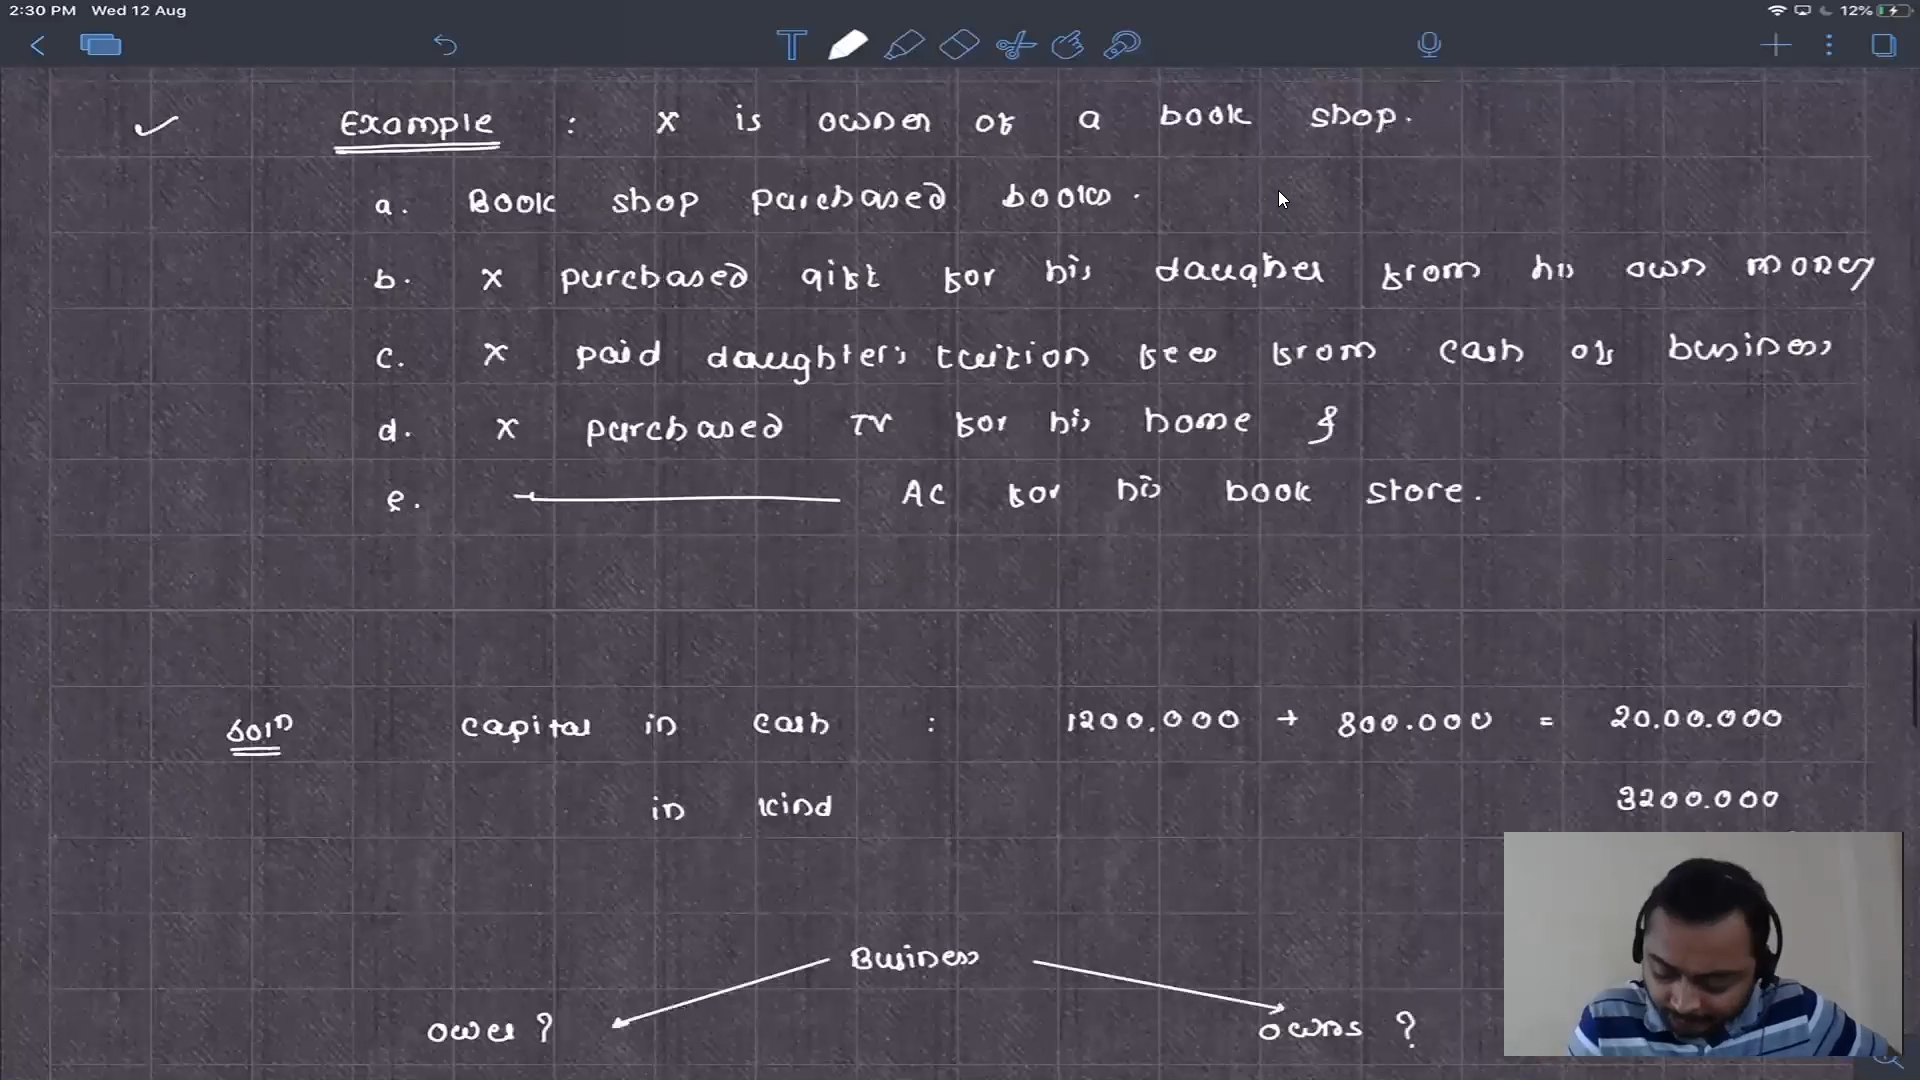 2:30 PM Wed 12 Aug 12%
Example : X is owner of a book shop.
a. Book shop purchased books.
b. X purchased gift for his daugher from his own money
c. X paid daughter's tuition fees from cash of business
d. X purchased TV for his home &
e. AC for his book store.
Soln capital in cash : 1200.000 + 800.000 = 20.00.000
in kind 3200.000
Business
owes ? owns ?